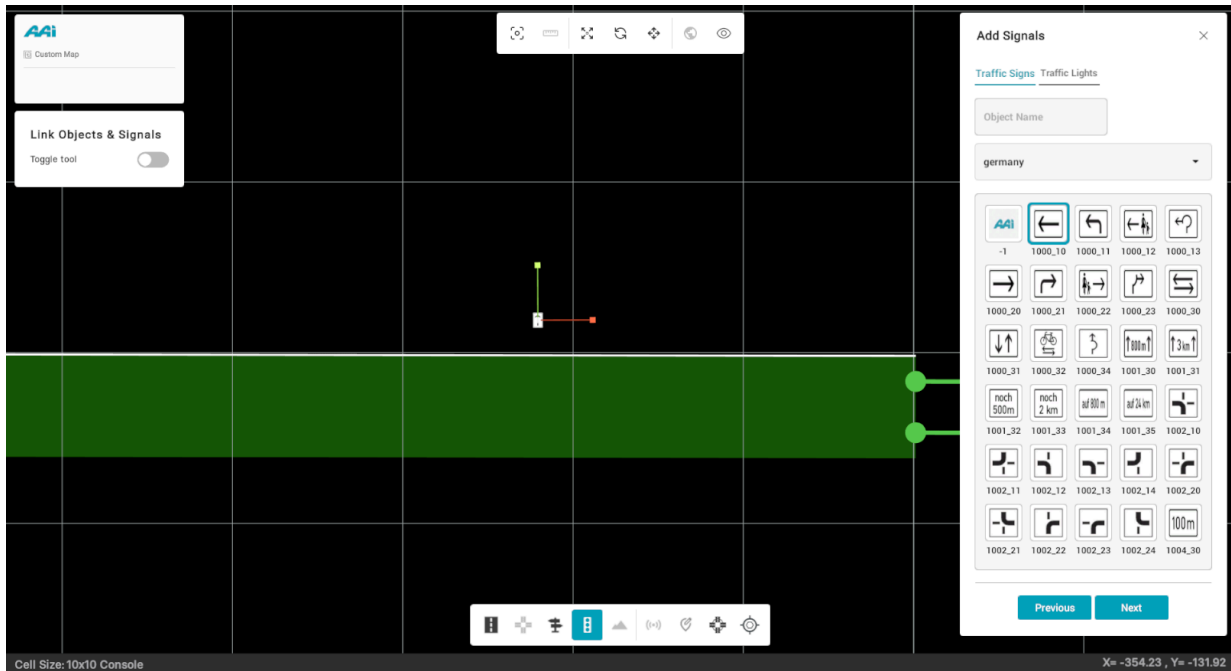 AAi
Custom Map
Link Objects & Signals
Toggle tool
Add Signals
Traffic Signs Traffic Lights
Object Name
germany
AAi
-1 1000_10 1000_11 1000_12 1000_13
1000_20 1000_21 1000_22 1000_23 1000_30
800m 3 km
1000_31 1000_32 1000_34 1001_30 1001_31
noch 500m noch 2 km auf 800 m auf 24 km
1001_32 1001_33 1001_34 1001_35 1002_10
1002_11 1002_12 1002_13 1002_14 1002_20
100m
1002_21 1002_22 1002_23 1002_24 1004_30
Previous Next
Cell Size: 10x10 Console
X= -354.23 , Y= -131.92